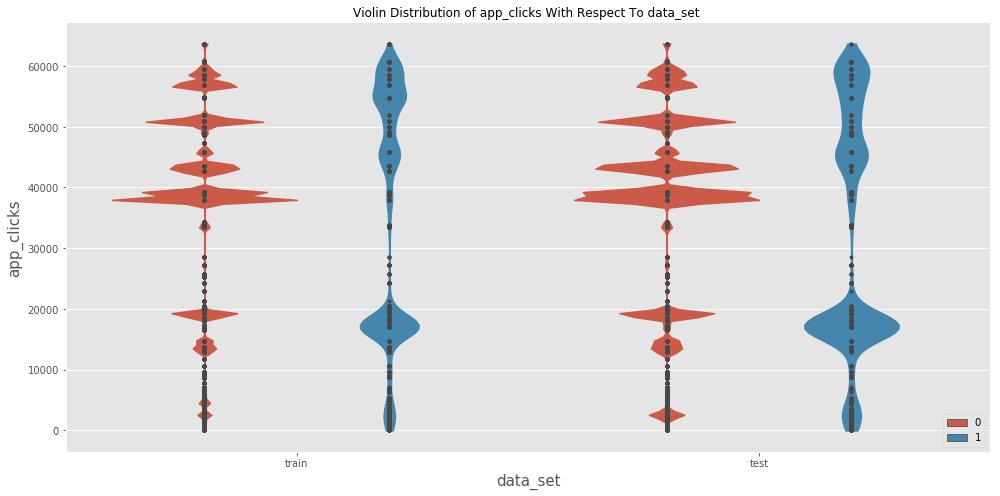 Violin Distribution of app_clicks With Respect To data_set
60000
50000
40000
30000
20000
10000
0
app_clicks
train
test
data_set
0
1